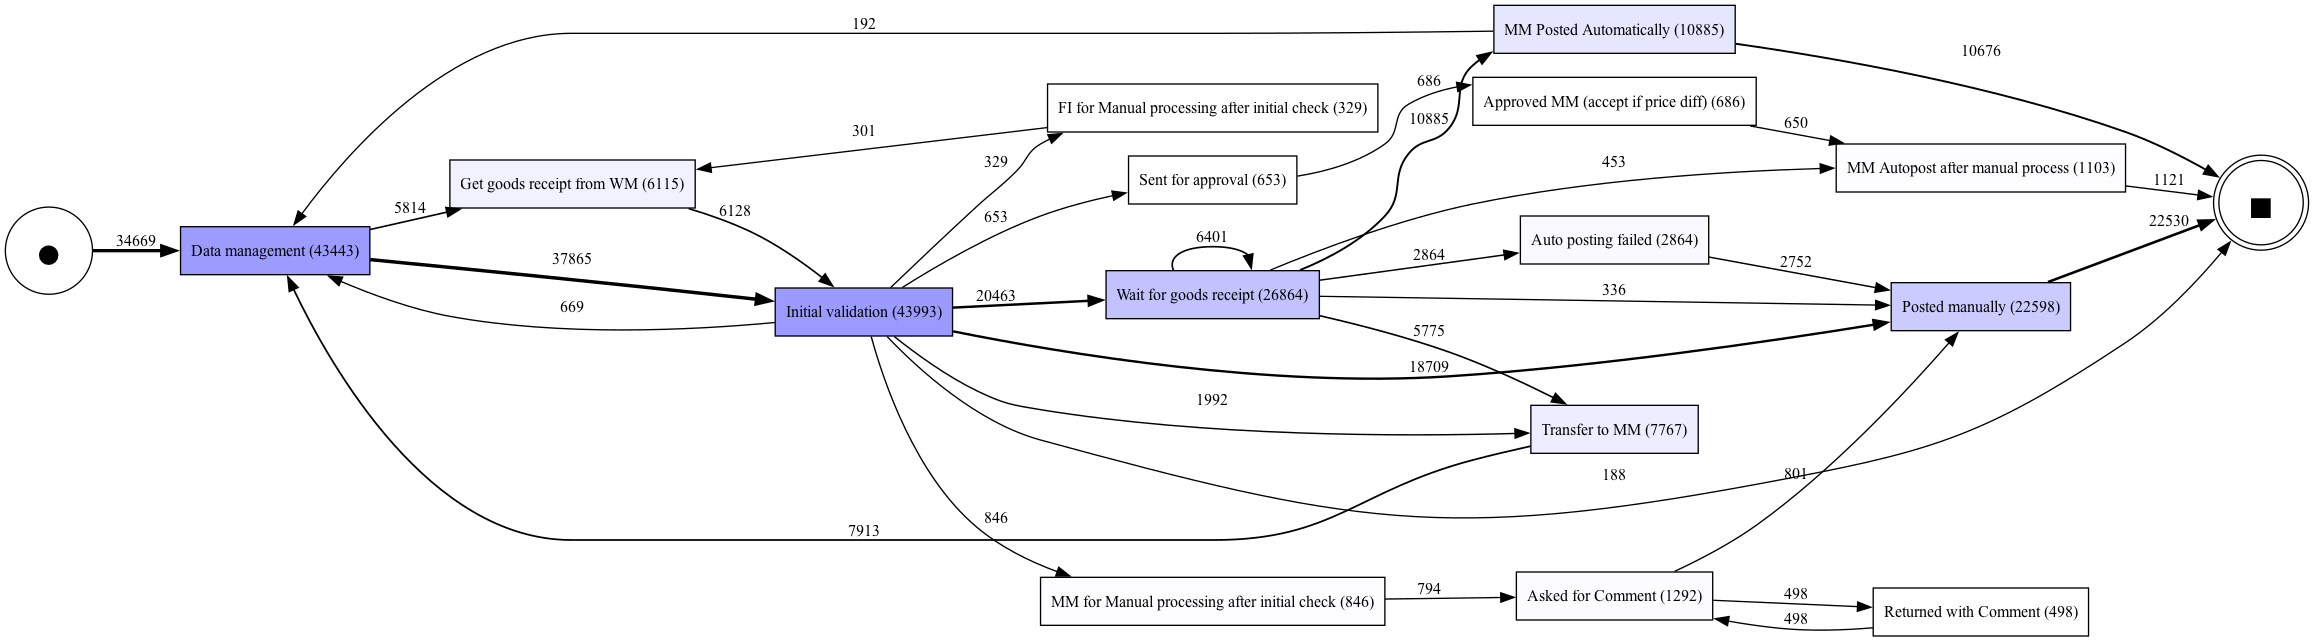 192
MM Posted Automatically (10885)
10676
686
Approved MM (accept if price diff) (686)
FI for Manual processing after initial check (329)
10885
650
301
329
453
MM Autopost after manual process (1103)
1121
Get goods receipt from WM (6115)
Sent for approval (653)
5814
6128
653
22530
34669
Data management (43443)
6401
Auto posting failed (2864)
37865
2864
2752
20463
Wait for goods receipt (26864)
336
669
Initial validation (43993)
Posted manually (22598)
5775
18709
1992
Transfer to MM (7767)
188
801
846
7913
MM for Manual processing after initial check (846)
794
Asked for Comment (1292)
498
498
Returned with Comment (498)